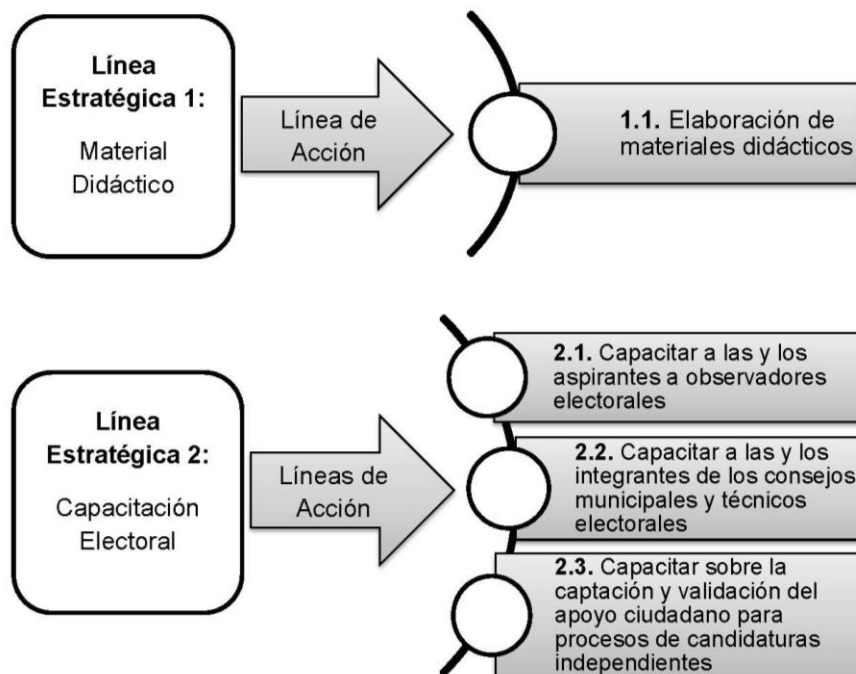 Línea
Estratégica 1:
Material
Didáctico
Línea de
Acción
1.1. Elaboración de
materiales didácticos
Línea
Estratégica 2:
Capacitación
Electoral
Líneas de
Acción
2.1. Capacitar a las y los
aspirantes a observadores
electorales
2.2. Capacitar a las y los
integrantes de los consejos
municipales y técnicos
electorales
2.3. Capacitar sobre la
captación y validación del
apoyo ciudadano para
procesos de candidaturas
independientes